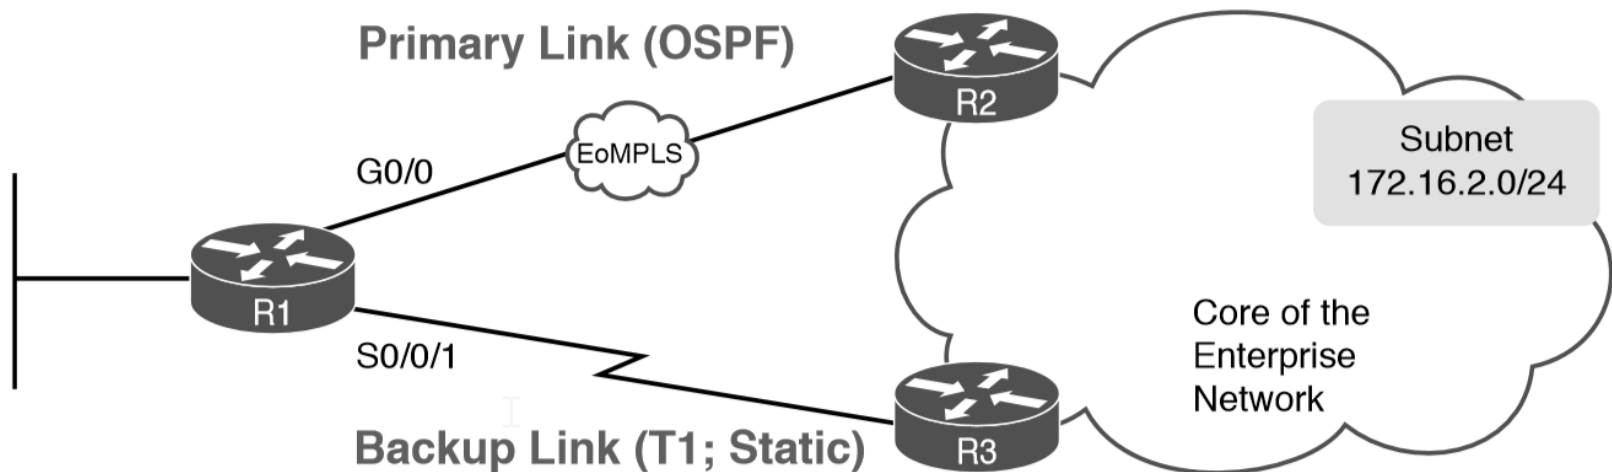 Primary Link (OSPF)
R2
EoMPLS
Subnet
172.16.2.0/24
G0/0
R1
S0/0/1
Core of the
Enterprise
Network
Backup Link (T1; Static)
R3